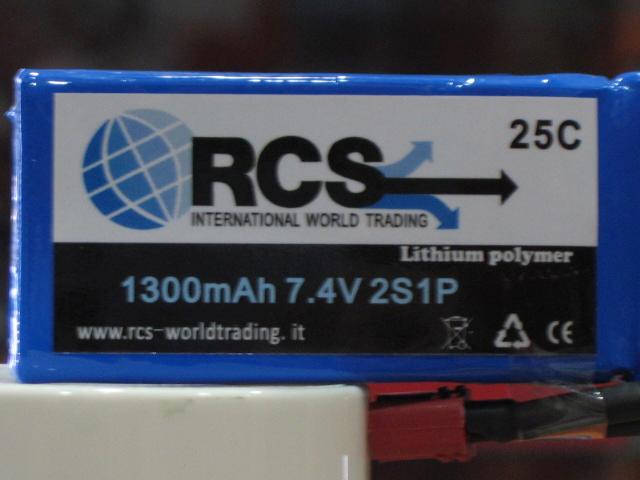 RCS
25C
INTERNATIONAL WORLD TRADING
Lithium polymer
1300mAh 7.4V 2S1P
www.rcs-worldtrading.it
CE